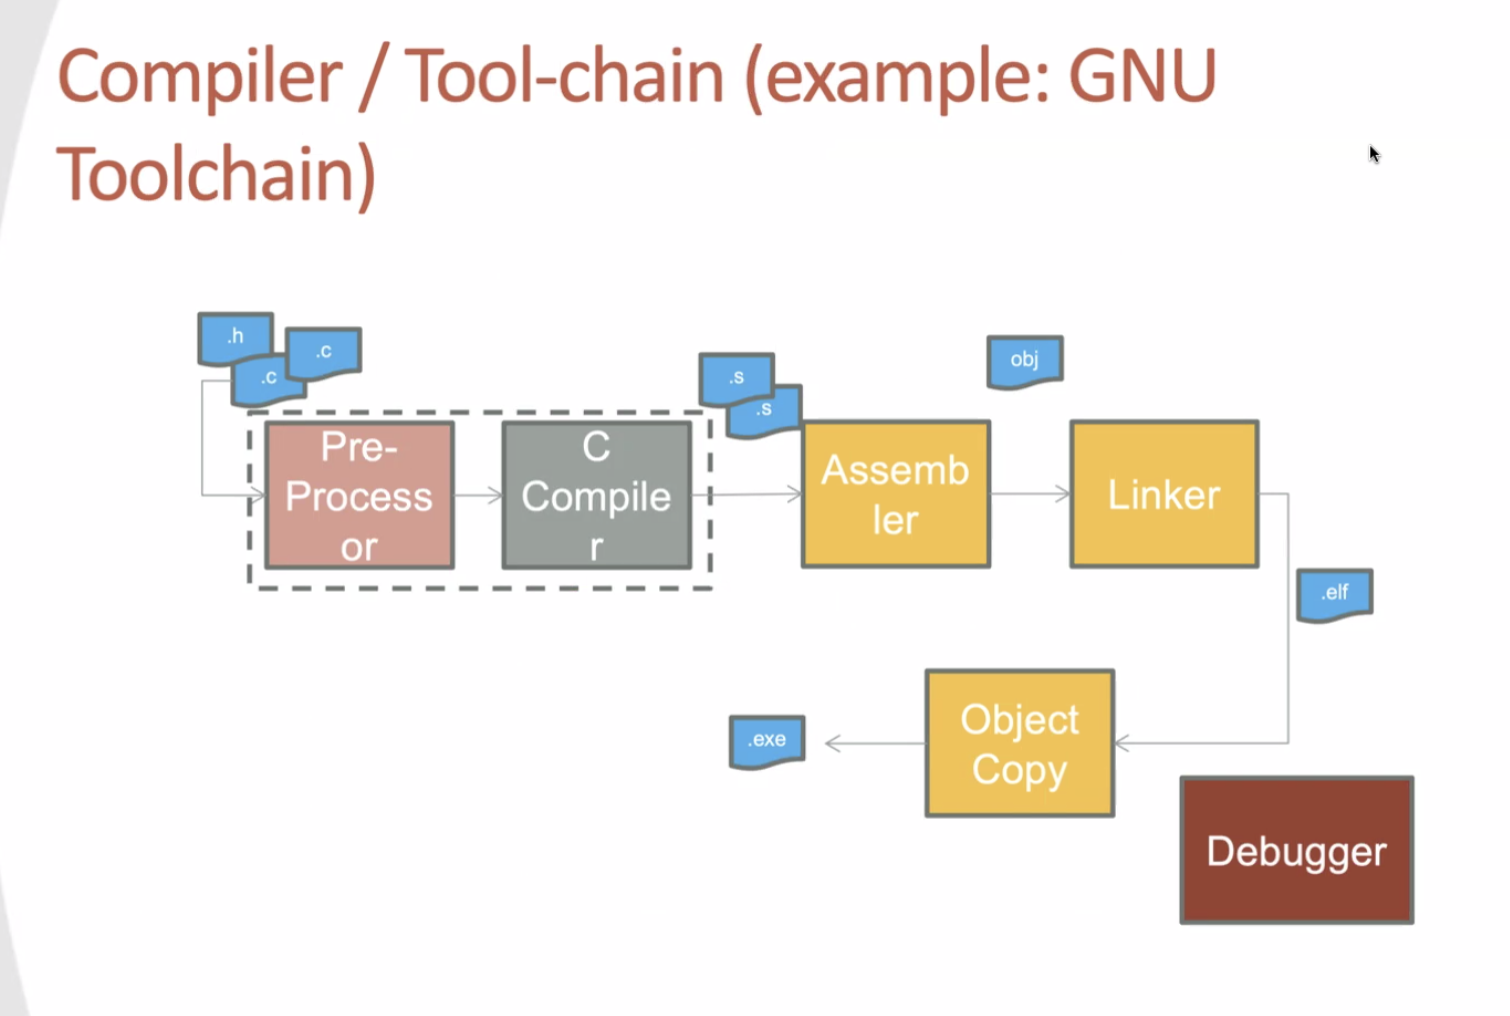 Compiler / Tool-chain (example: GNU
Toolchain)
.h
.c
.c
.s
.s
obj
Pre-
Process
or
C
Compile
r
Assemb
ler
Linker
.elf
Object
Copy
.exe
Debugger